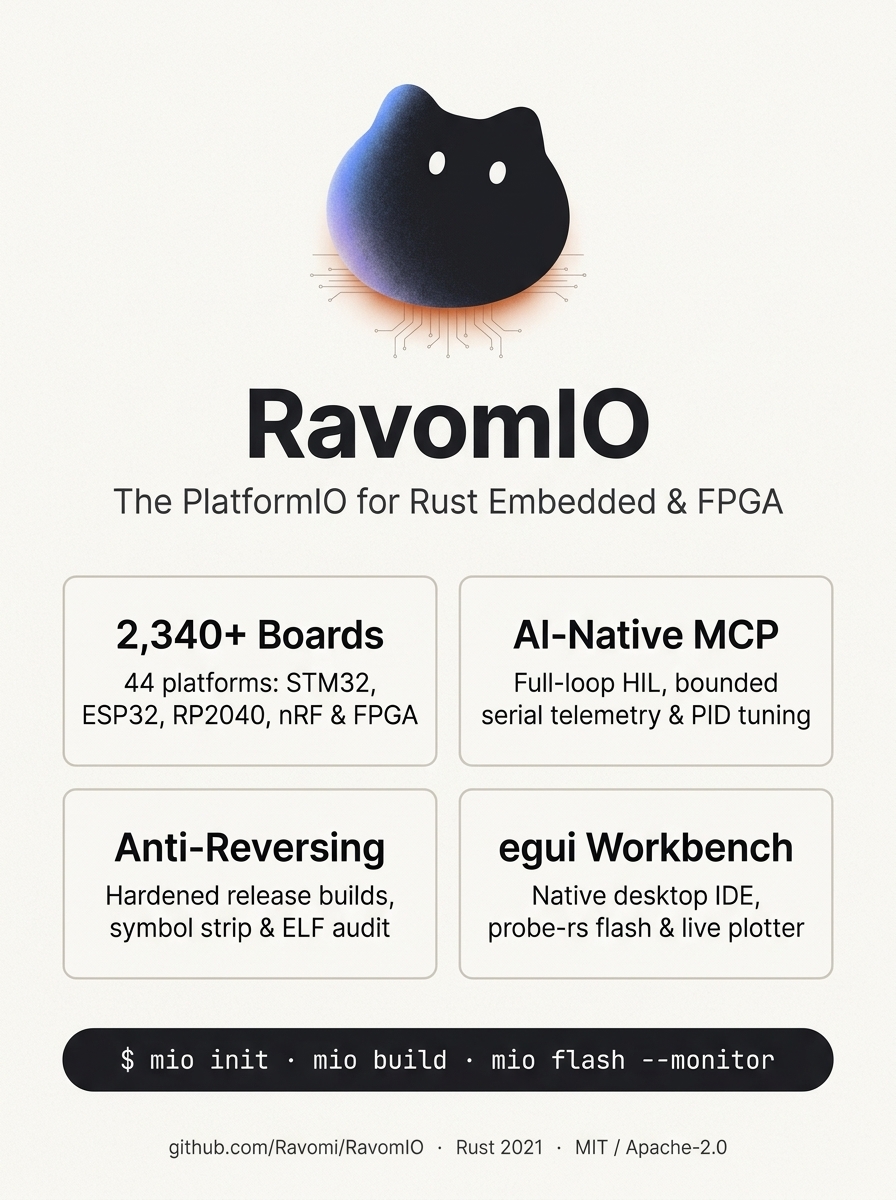 RavomIO
The PlatformIO for Rust Embedded & FPGA
2,340+ Boards
44 platforms: STM32,
ESP32, RP2040, nRF & FPGA
AI-Native MCP
Full-loop HIL, bounded
serial telemetry & PID tuning
Anti-Reversing
Hardened release builds,
symbol strip & ELF audit
egui Workbench
Native desktop IDE,
probe-rs flash & live plotter
$ mio init · mio build · mio flash --monitor
github.com/Ravomi/RavomIO · Rust 2021 · MIT / Apache-2.0